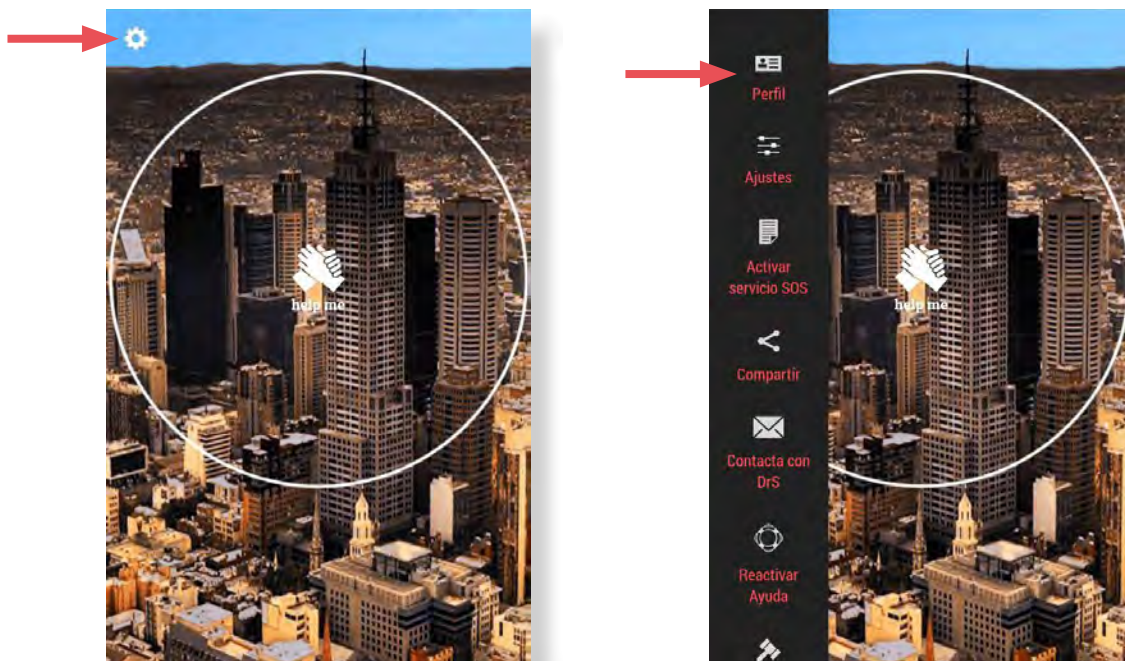 help me
Perfil
Ajustes
Activar
servicio SOS
Compartir
Contacta con
DrS
Reactivar
Ayuda
help me